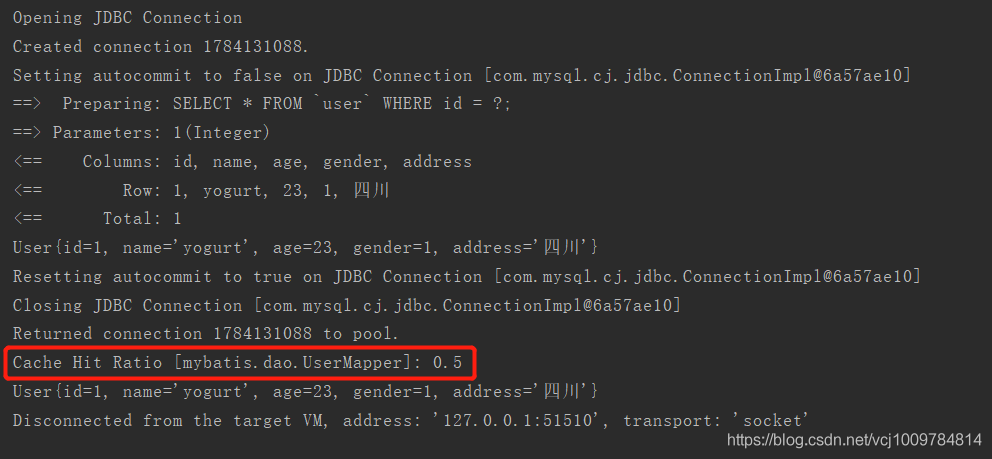 Opening JDBC Connection
Created connection 1784131088.
Setting autocommit to false on JDBC Connection [com.mysql.cj.jdbc.ConnectionImpl@6a57ae10]
==>  Preparing: SELECT * FROM `user` WHERE id = ?;
==> Parameters: 1(Integer)
<==    Columns: id, name, age, gender, address
<==        Row: 1, yogurt, 23, 1, 四川
<==      Total: 1
User{id=1, name='yogurt', age=23, gender=1, address='四川'}
Resetting autocommit to true on JDBC Connection [com.mysql.cj.jdbc.ConnectionImpl@6a57ae10]
Closing JDBC Connection [com.mysql.cj.jdbc.ConnectionImpl@6a57ae10]
Returned connection 1784131088 to pool.
Cache Hit Ratio [mybatis.dao.UserMapper]: 0.5
User{id=1, name='yogurt', age=23, gender=1, address='四川'}
Disconnected from the target VM, address: '127.0.0.1:51510', transport: 'socket'
https://blog.csdn.net/vcj1009784814